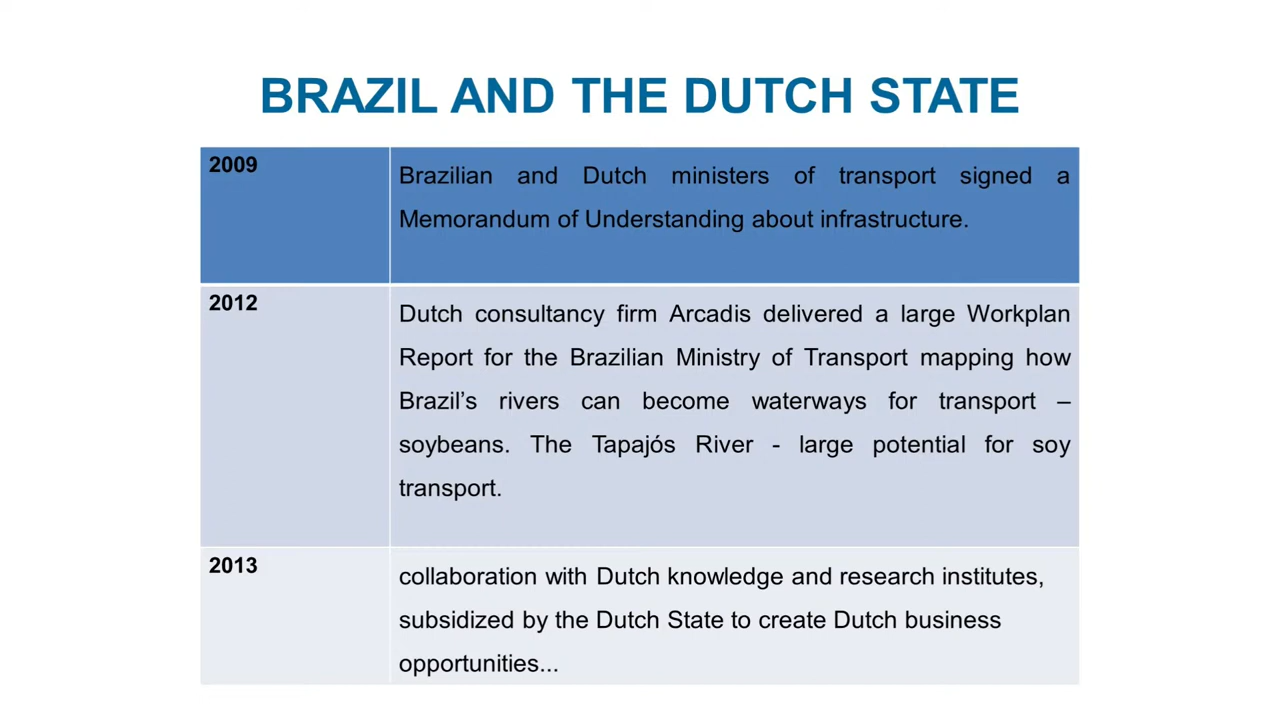 BRAZIL AND THE DUTCH STATE
2009
Brazilian and Dutch ministers of transport signed a
Memorandum of Understanding about infrastructure.
2012
Dutch consultancy firm Arcadis delivered a large Workplan
Report for the Brazilian Ministry of Transport mapping how
Brazil’s rivers can become waterways for transport –
soybeans. The Tapajós River - large potential for soy
transport.
2013
collaboration with Dutch knowledge and research institutes,
subsidized by the Dutch State to create Dutch business
opportunities...